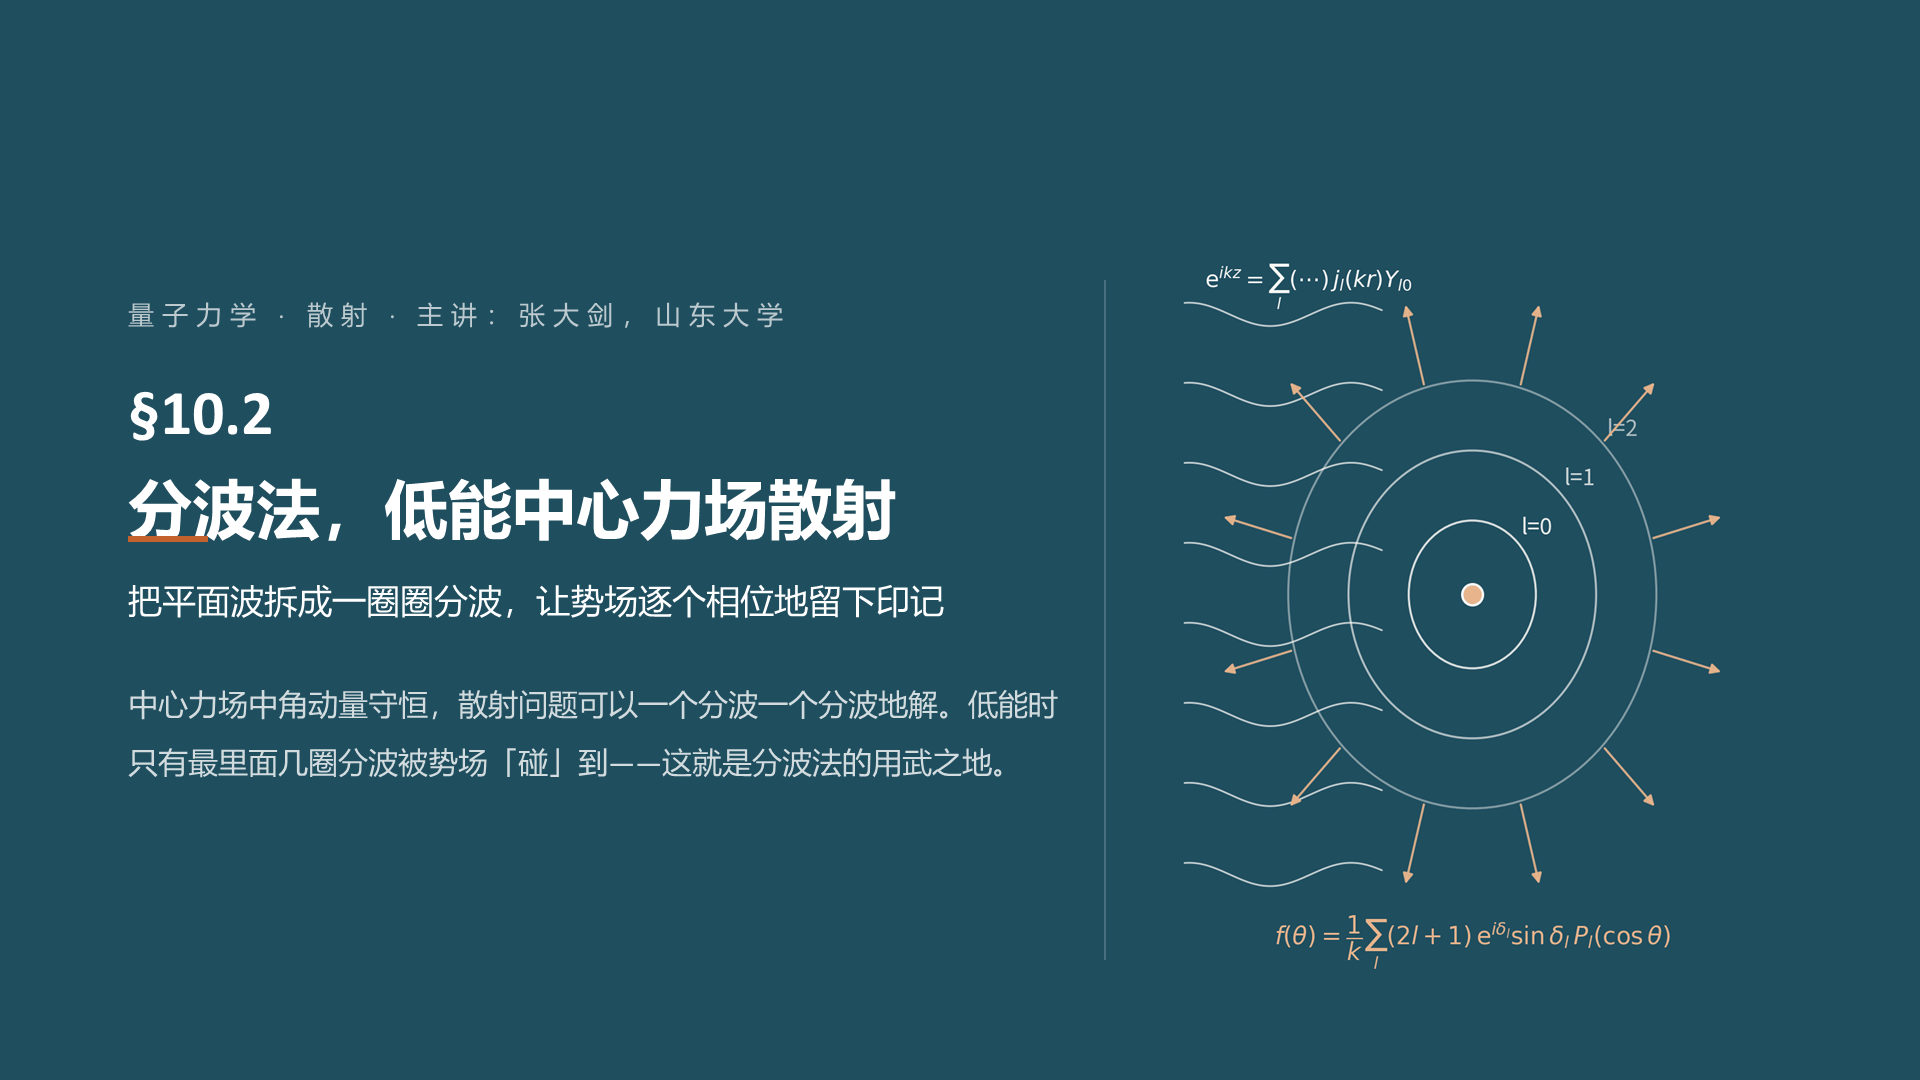 量子力学 · 散射 · 主讲：张大剑，山东大学
§10.2
分波法，低能中心力场散射
把平面波拆成一圈圈分波，让势场逐个相位地留下印记
中心力场中角动量守恒，散射问题可以一个分波一个分波地解。低能时
只有最里面几圈分波被势场「碰」到——这就是分波法的用武之地。
e^{ikz} = ∑_l (⋯) j_l(kr) Y_{l0}
l=2
l=1
l=0
f(θ) = \frac{1}{k} ∑_l (2l + 1) e^{iδ_l} sin δ_l P_l(cos θ)